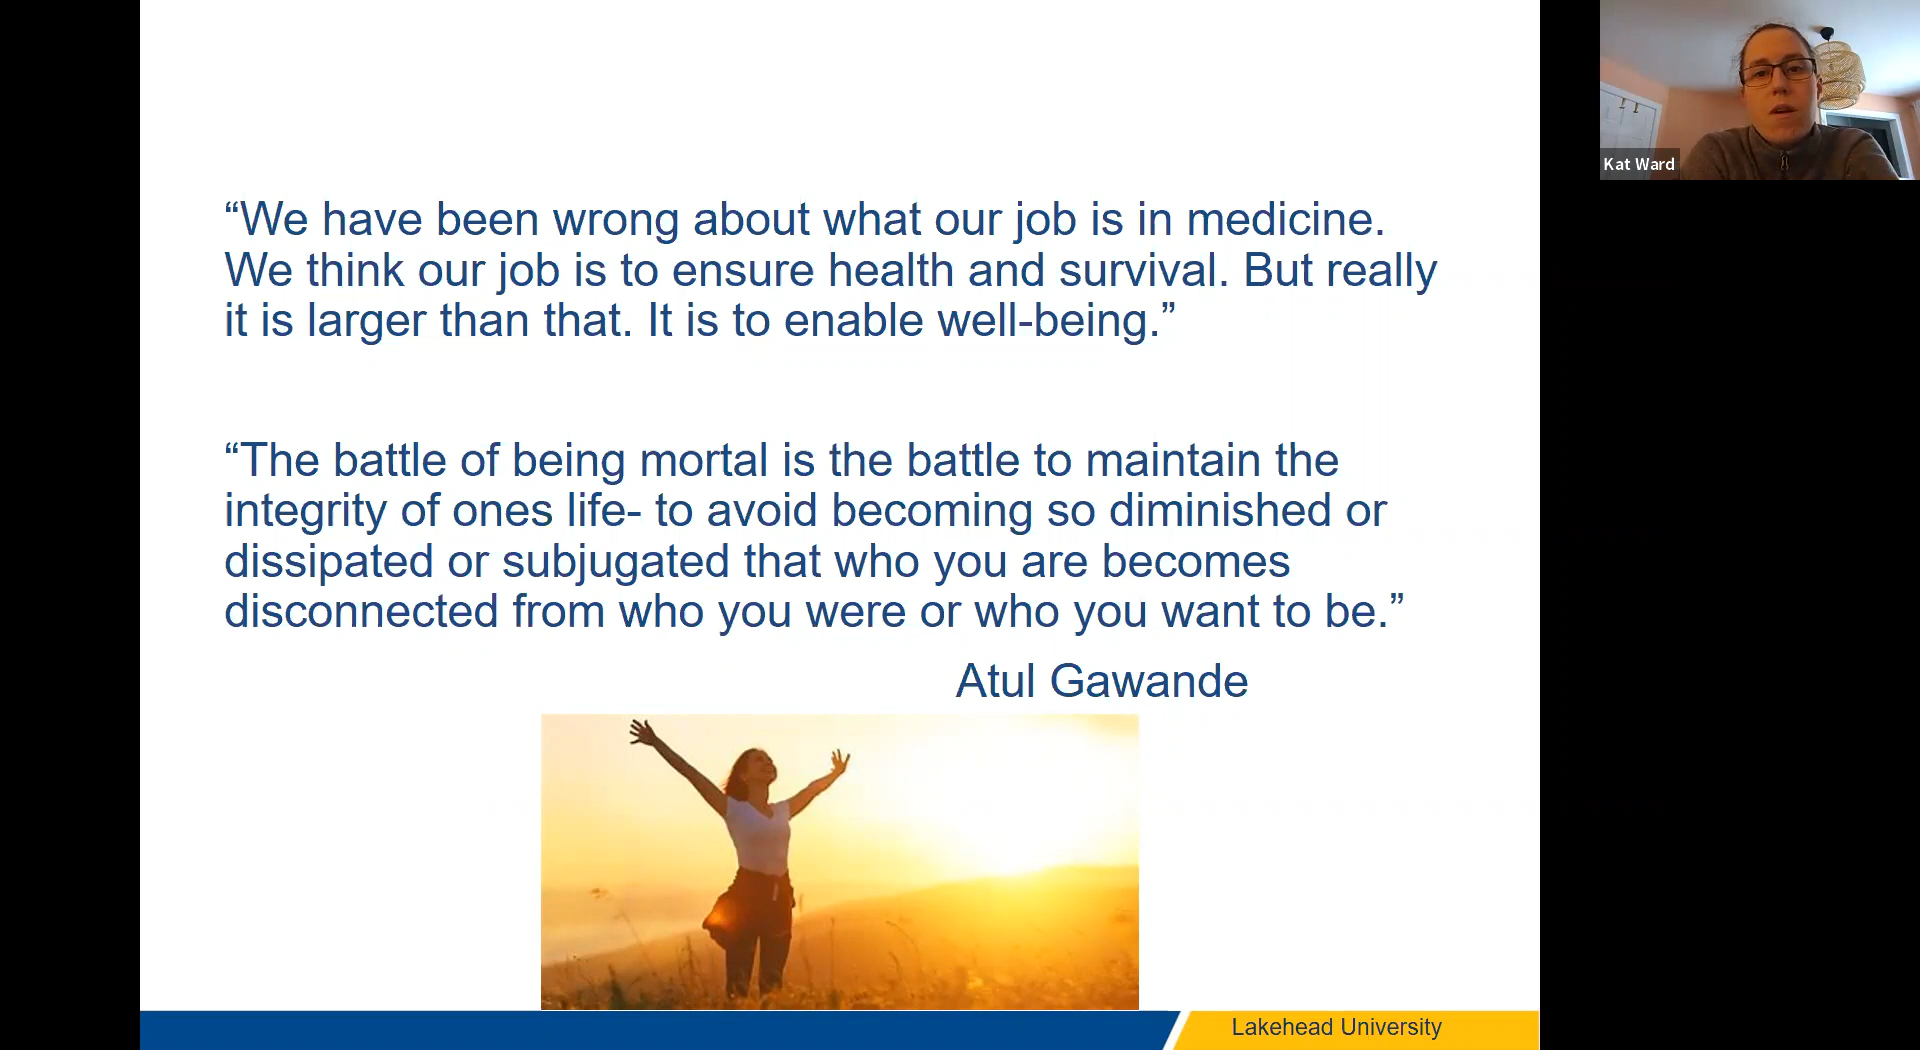 “We have been wrong about what our job is in medicine.
We think our job is to ensure health and survival. But really
it is larger than that. It is to enable well-being.”
“The battle of being mortal is the battle to maintain the
integrity of ones life- to avoid becoming so diminished or
dissipated or subjugated that who you are becomes
disconnected from who you were or who you want to be.”
Atul Gawande
Lakehead University
Kat Ward